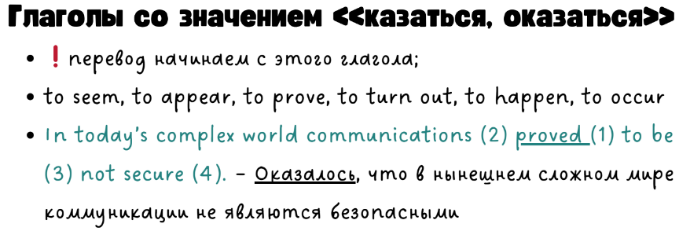 Глаголы со значением <<казаться, оказаться>>
• ❗перевод начинаем с этого глагола;
• to seem, to appear, to prove, to turn out, to happen, to occur
• In today's complex world communications (2) proved (1) to be
(3) not secure (4). – Оказалось, что в нынешнем сложном мире
коммуникации не являются безопасными